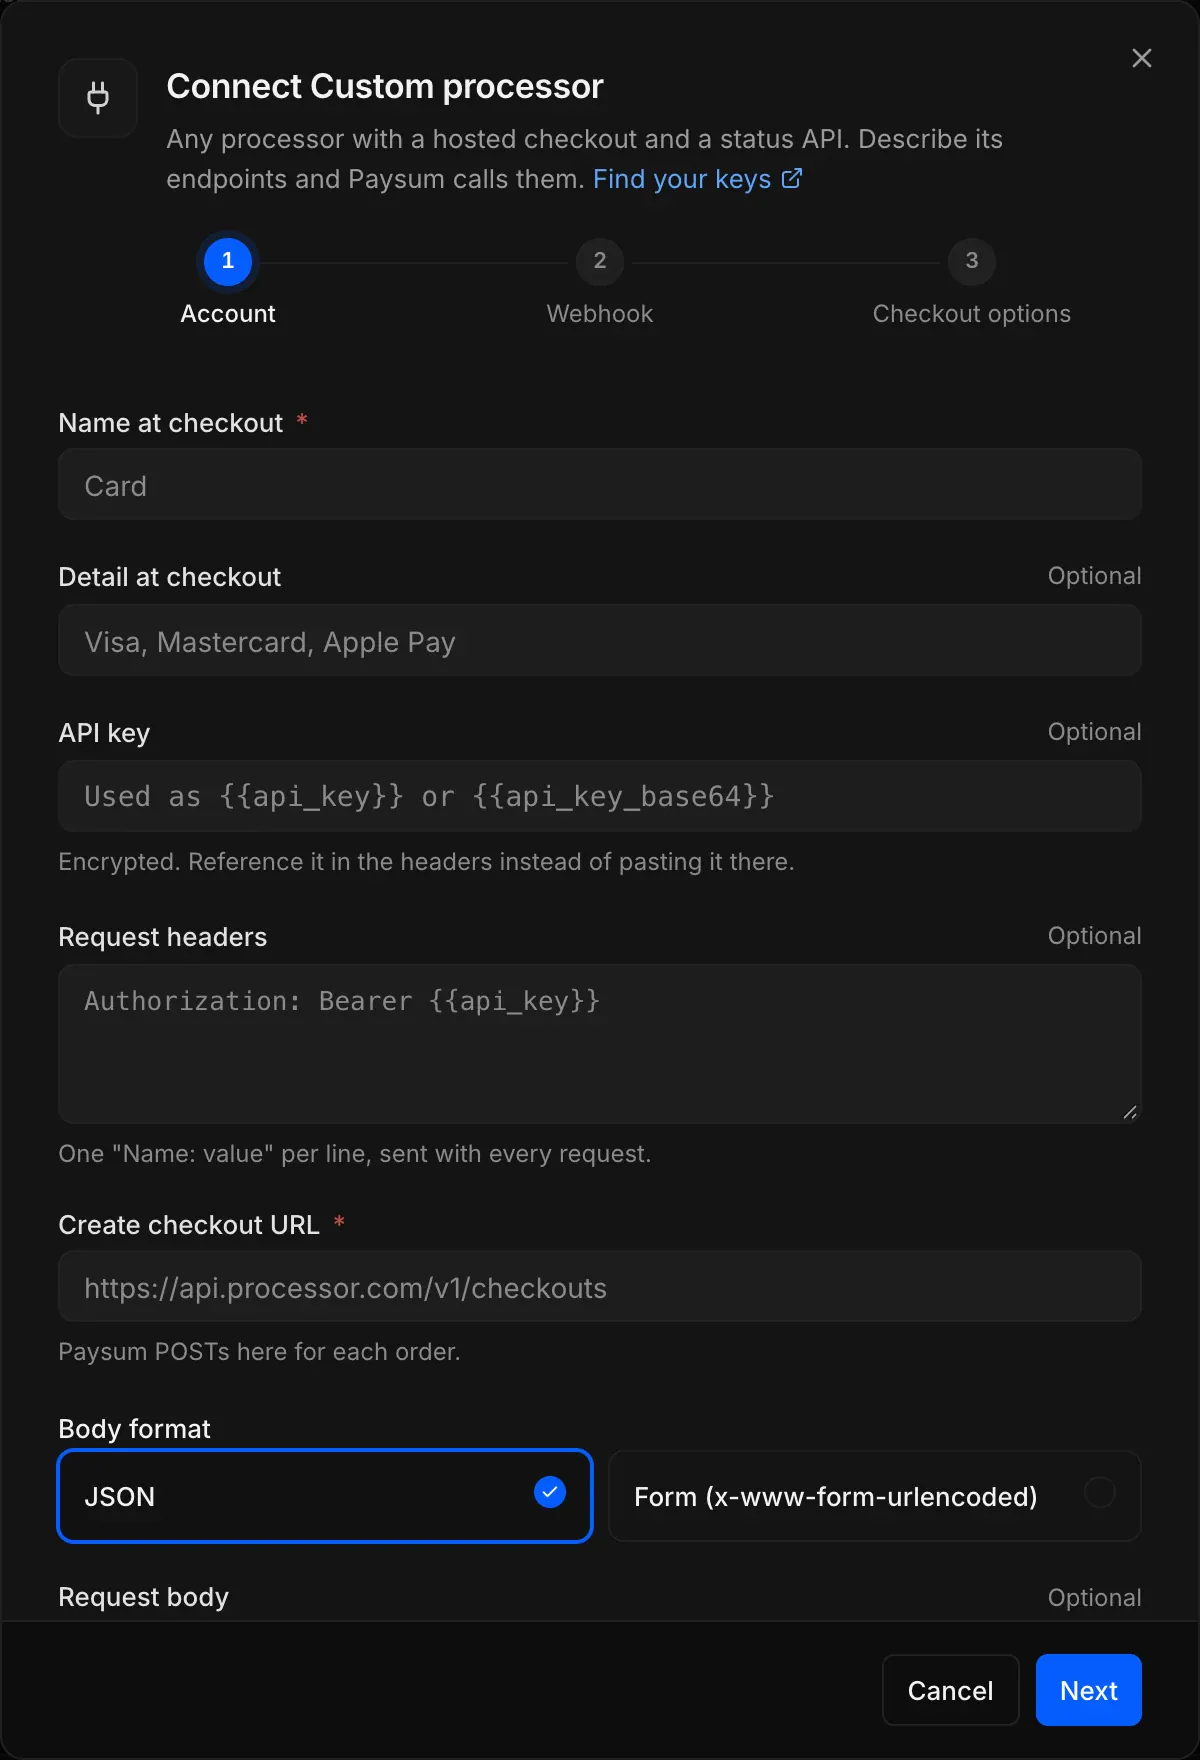 Connect Custom processor
Any processor with a hosted checkout and a status API. Describe its
endpoints and Paysum calls them. Find your keys
1
2
3
Account
Webhook
Checkout options
Name at checkout *
Card
Detail at checkout
Optional
Visa, Mastercard, Apple Pay
API key
Optional
Used as {{api_key}} or {{api_key_base64}}
Encrypted. Reference it in the headers instead of pasting it there.
Request headers
Optional
Authorization: Bearer {{api_key}}
One "Name: value" per line, sent with every request.
Create checkout URL *
https://api.processor.com/v1/checkouts
Paysum POSTs here for each order.
Body format
JSON
Form (x-www-form-urlencoded)
Request body
Optional
Cancel
Next